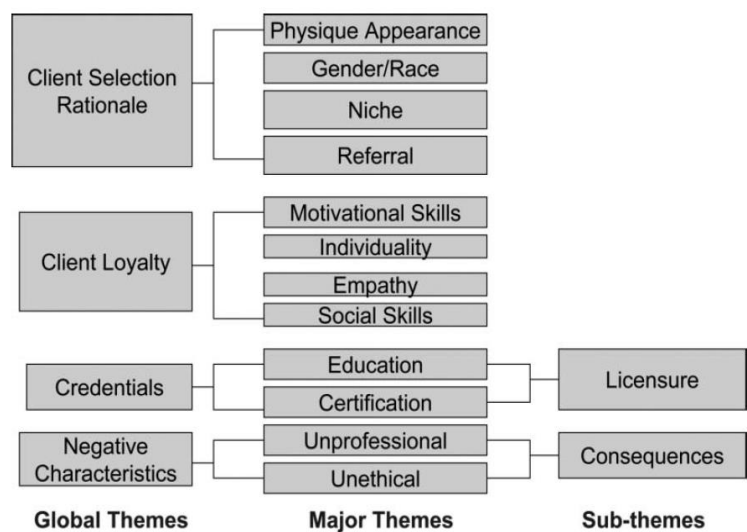 Physique Appearance
Client Selection
Rationale
Gender/Race
Niche
Referral
Motivational Skills
Client Loyalty
Individuality
Empathy
Social Skills
Education
Credentials
Licensure
Certification
Negative
Characteristics
Unprofessional
Consequences
Unethical
Global Themes
Major Themes
Sub-themes